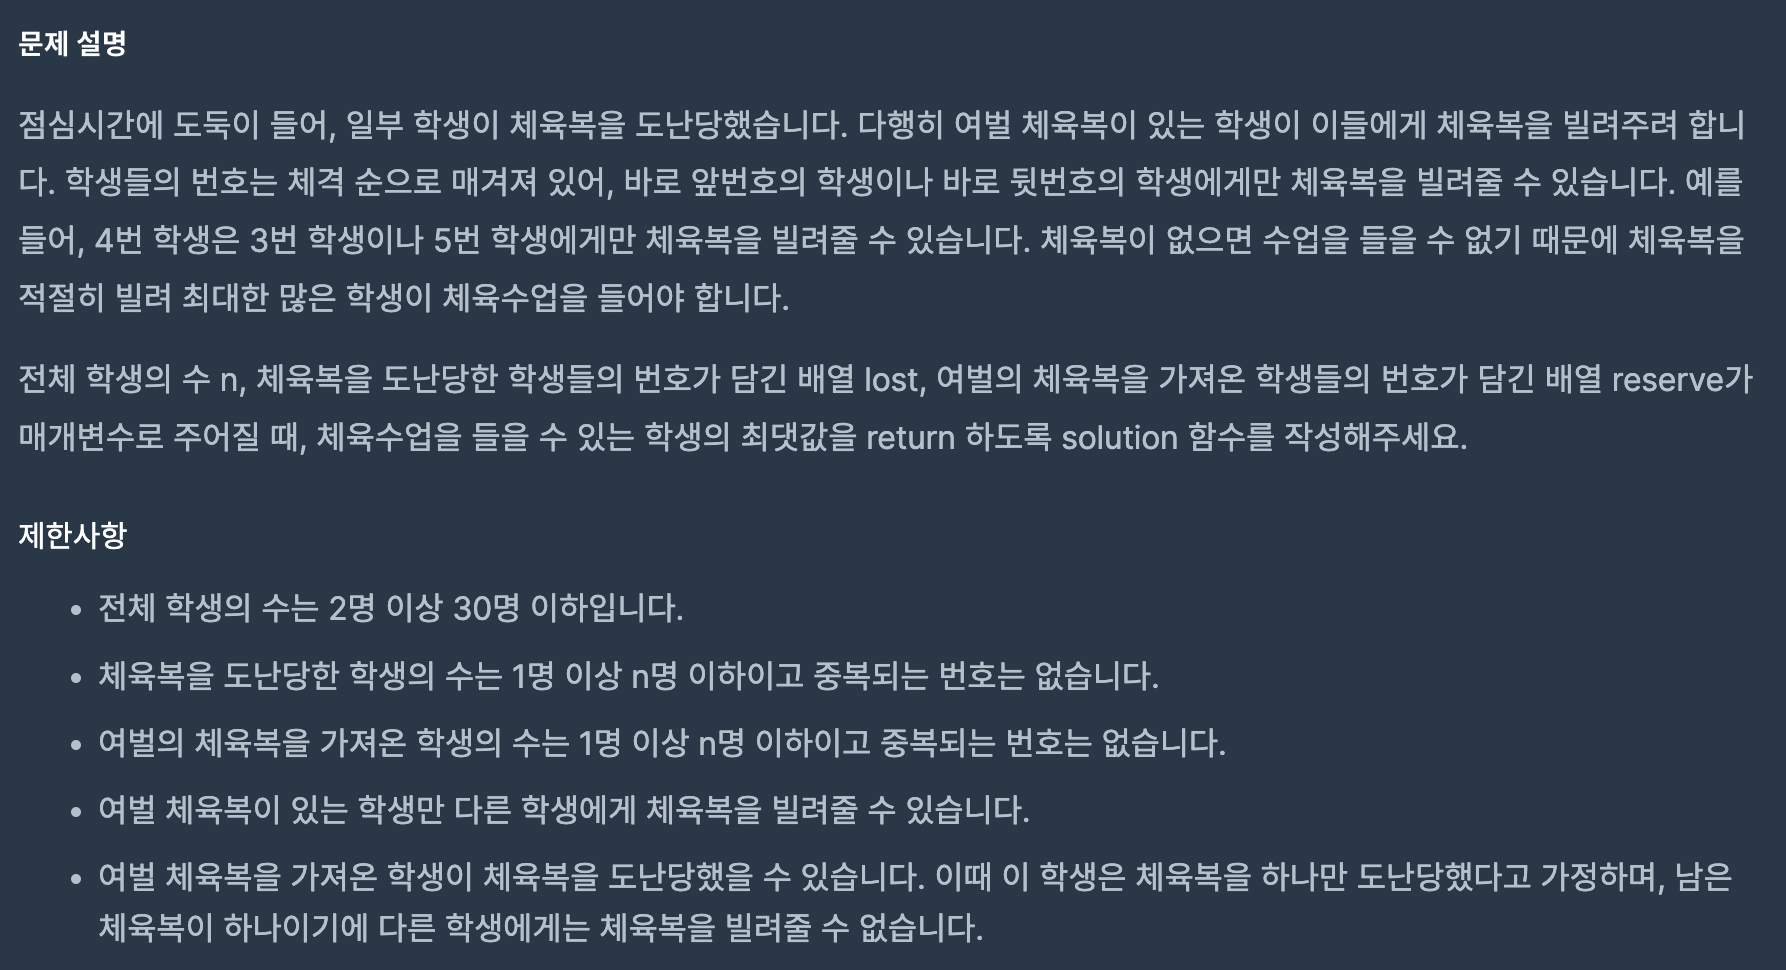 문제 설명
점심시간에 도둑이 들어, 일부 학생이 체육복을 도난당했습니다. 다행히 여벌 체육복이 있는 학생이 이들에게 체육복을 빌려주려 합니
다. 학생들의 번호는 체격 순으로 매겨져 있어, 바로 앞번호의 학생이나 바로 뒷번호의 학생에게만 체육복을 빌려줄 수 있습니다. 예를
들어, 4번 학생은 3번 학생이나 5번 학생에게만 체육복을 빌려줄 수 있습니다. 체육복이 없으면 수업을 들을 수 없기 때문에 체육복을
적절히 빌려 최대한 많은 학생이 체육수업을 들어야 합니다.
전체 학생의 수 n, 체육복을 도난당한 학생들의 번호가 담긴 배열 lost, 여벌의 체육복을 가져온 학생들의 번호가 담긴 배열 reserve가
매개변수로 주어질 때, 체육수업을 들을 수 있는 학생의 최댓값을 return 하도록 solution 함수를 작성해주세요.
제한사항
• 전체 학생의 수는 2명 이상 30명 이하입니다.
• 체육복을 도난당한 학생의 수는 1명 이상 n명 이하이고 중복되는 번호는 없습니다.
• 여벌의 체육복을 가져온 학생의 수는 1명 이상 n명 이하이고 중복되는 번호는 없습니다.
• 여벌 체육복이 있는 학생만 다른 학생에게 체육복을 빌려줄 수 있습니다.
• 여벌 체육복을 가져온 학생이 체육복을 도난당했을 수 있습니다. 이때 이 학생은 체육복을 하나만 도난당했다고 가정하며, 남은
체육복이 하나이기에 다른 학생에게는 체육복을 빌려줄 수 없습니다.